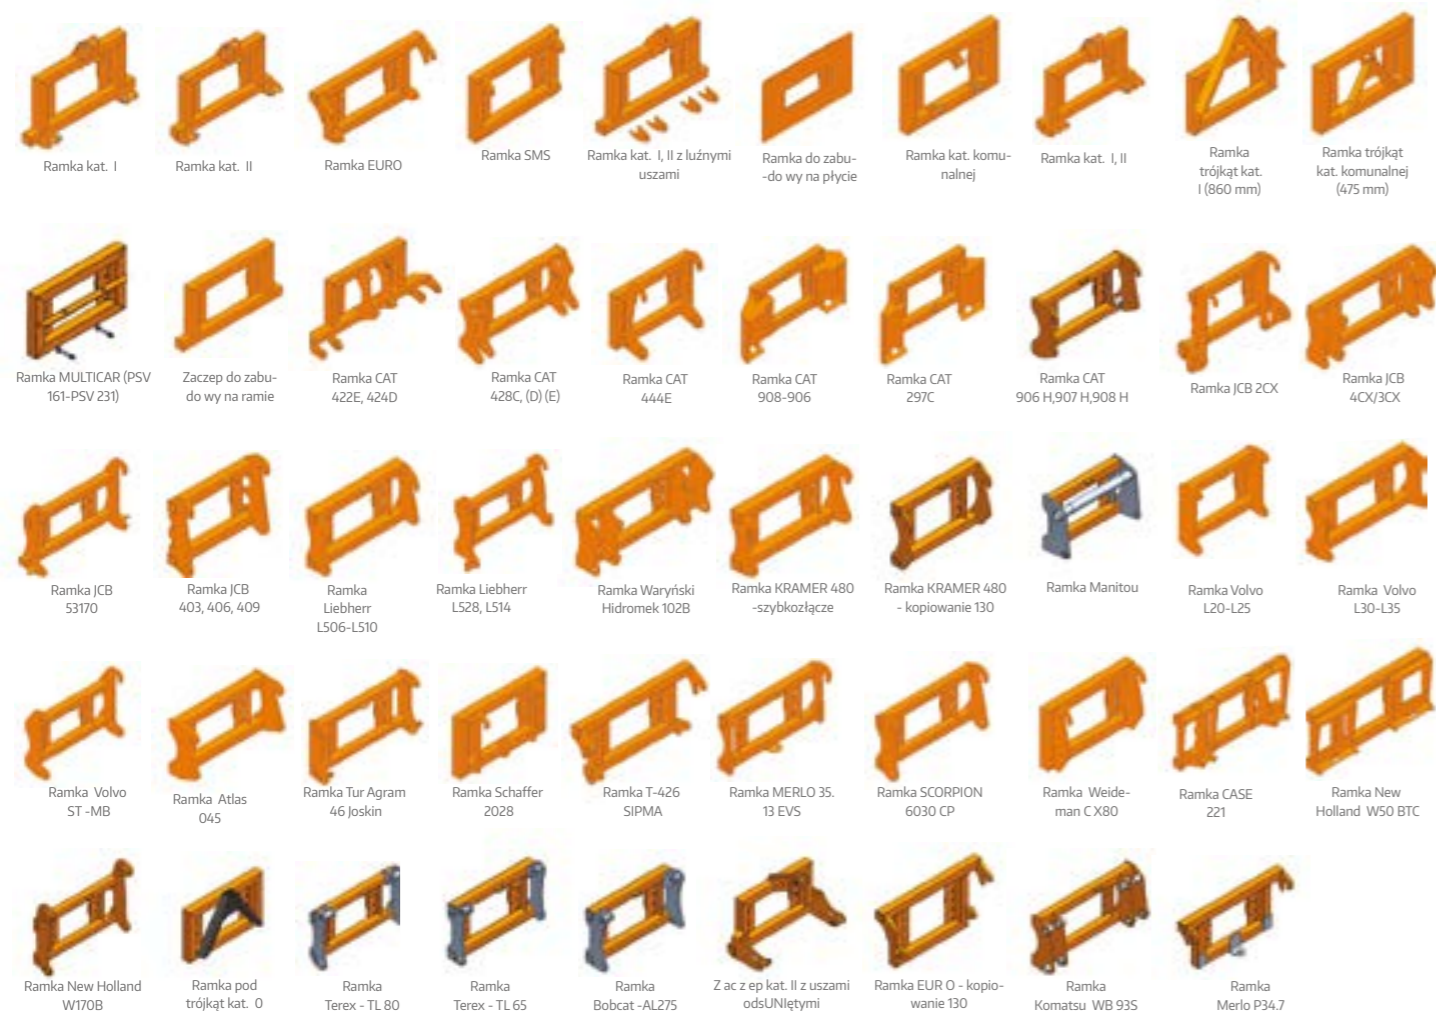 Ramka kat. I
Ramka kat. II
Ramka EURO
Ramka SMS
Ramka kat. I, II z luźnymi
uszami
Ramka do zabu-
-do wy na płycie
Ramka kat. komu-
nalnej
Ramka kat. I, II
Ramka
trójkąt kat.
I (860 mm)
Ramka trójkąt
kat. komunalnej
(475 mm)
Ramka MULTICAR (PSV
161-PSV 231)
Zaczep do zabu-
do wy na ramie
Ramka CAT
422E, 424D
Ramka CAT
428C, (D) (E)
Ramka CAT
444E
Ramka CAT
908-906
Ramka CAT
297C
Ramka CAT
906 H,907 H,908 H
Ramka JCB 2CX
Ramka JCB
4CX/3CX
Ramka JCB
53170
Ramka JCB
403, 406, 409
Ramka
Liebherr
L506-L510
Ramka Liebherr
L528, L514
Ramka Waryński
Hidromek 102B
Ramka KRAMER 480
-szybkozłącze
Ramka KRAMER 480
- kopiowanie 130
Ramka Manitou
Ramka Volvo
L20-L25
Ramka Volvo
L30-L35
Ramka Volvo
ST -MB
Ramka Atlas
045
Ramka Tur Agram
46 Joskin
Ramka Schaffer
2028
Ramka T-426
SIPMA
Ramka MERLO 35.
13 EVS
Ramka SCORPION
6030 CP
Ramka Weide-
man C X80
Ramka CASE
221
Ramka New
Holland W50 BTC
Ramka New Holland
W170B
Ramka pod
trójkąt kat. 0
Ramka
Terex - TL 80
Ramka
Terex - TL 65
Ramka
Bobcat -AL275
Z ac z ep kat. II z uszami
odsUNIętymi
Ramka EUR O - kopio-
wanie 130
Ramka
Komatsu WB 93S
Ramka
Merlo P34.7